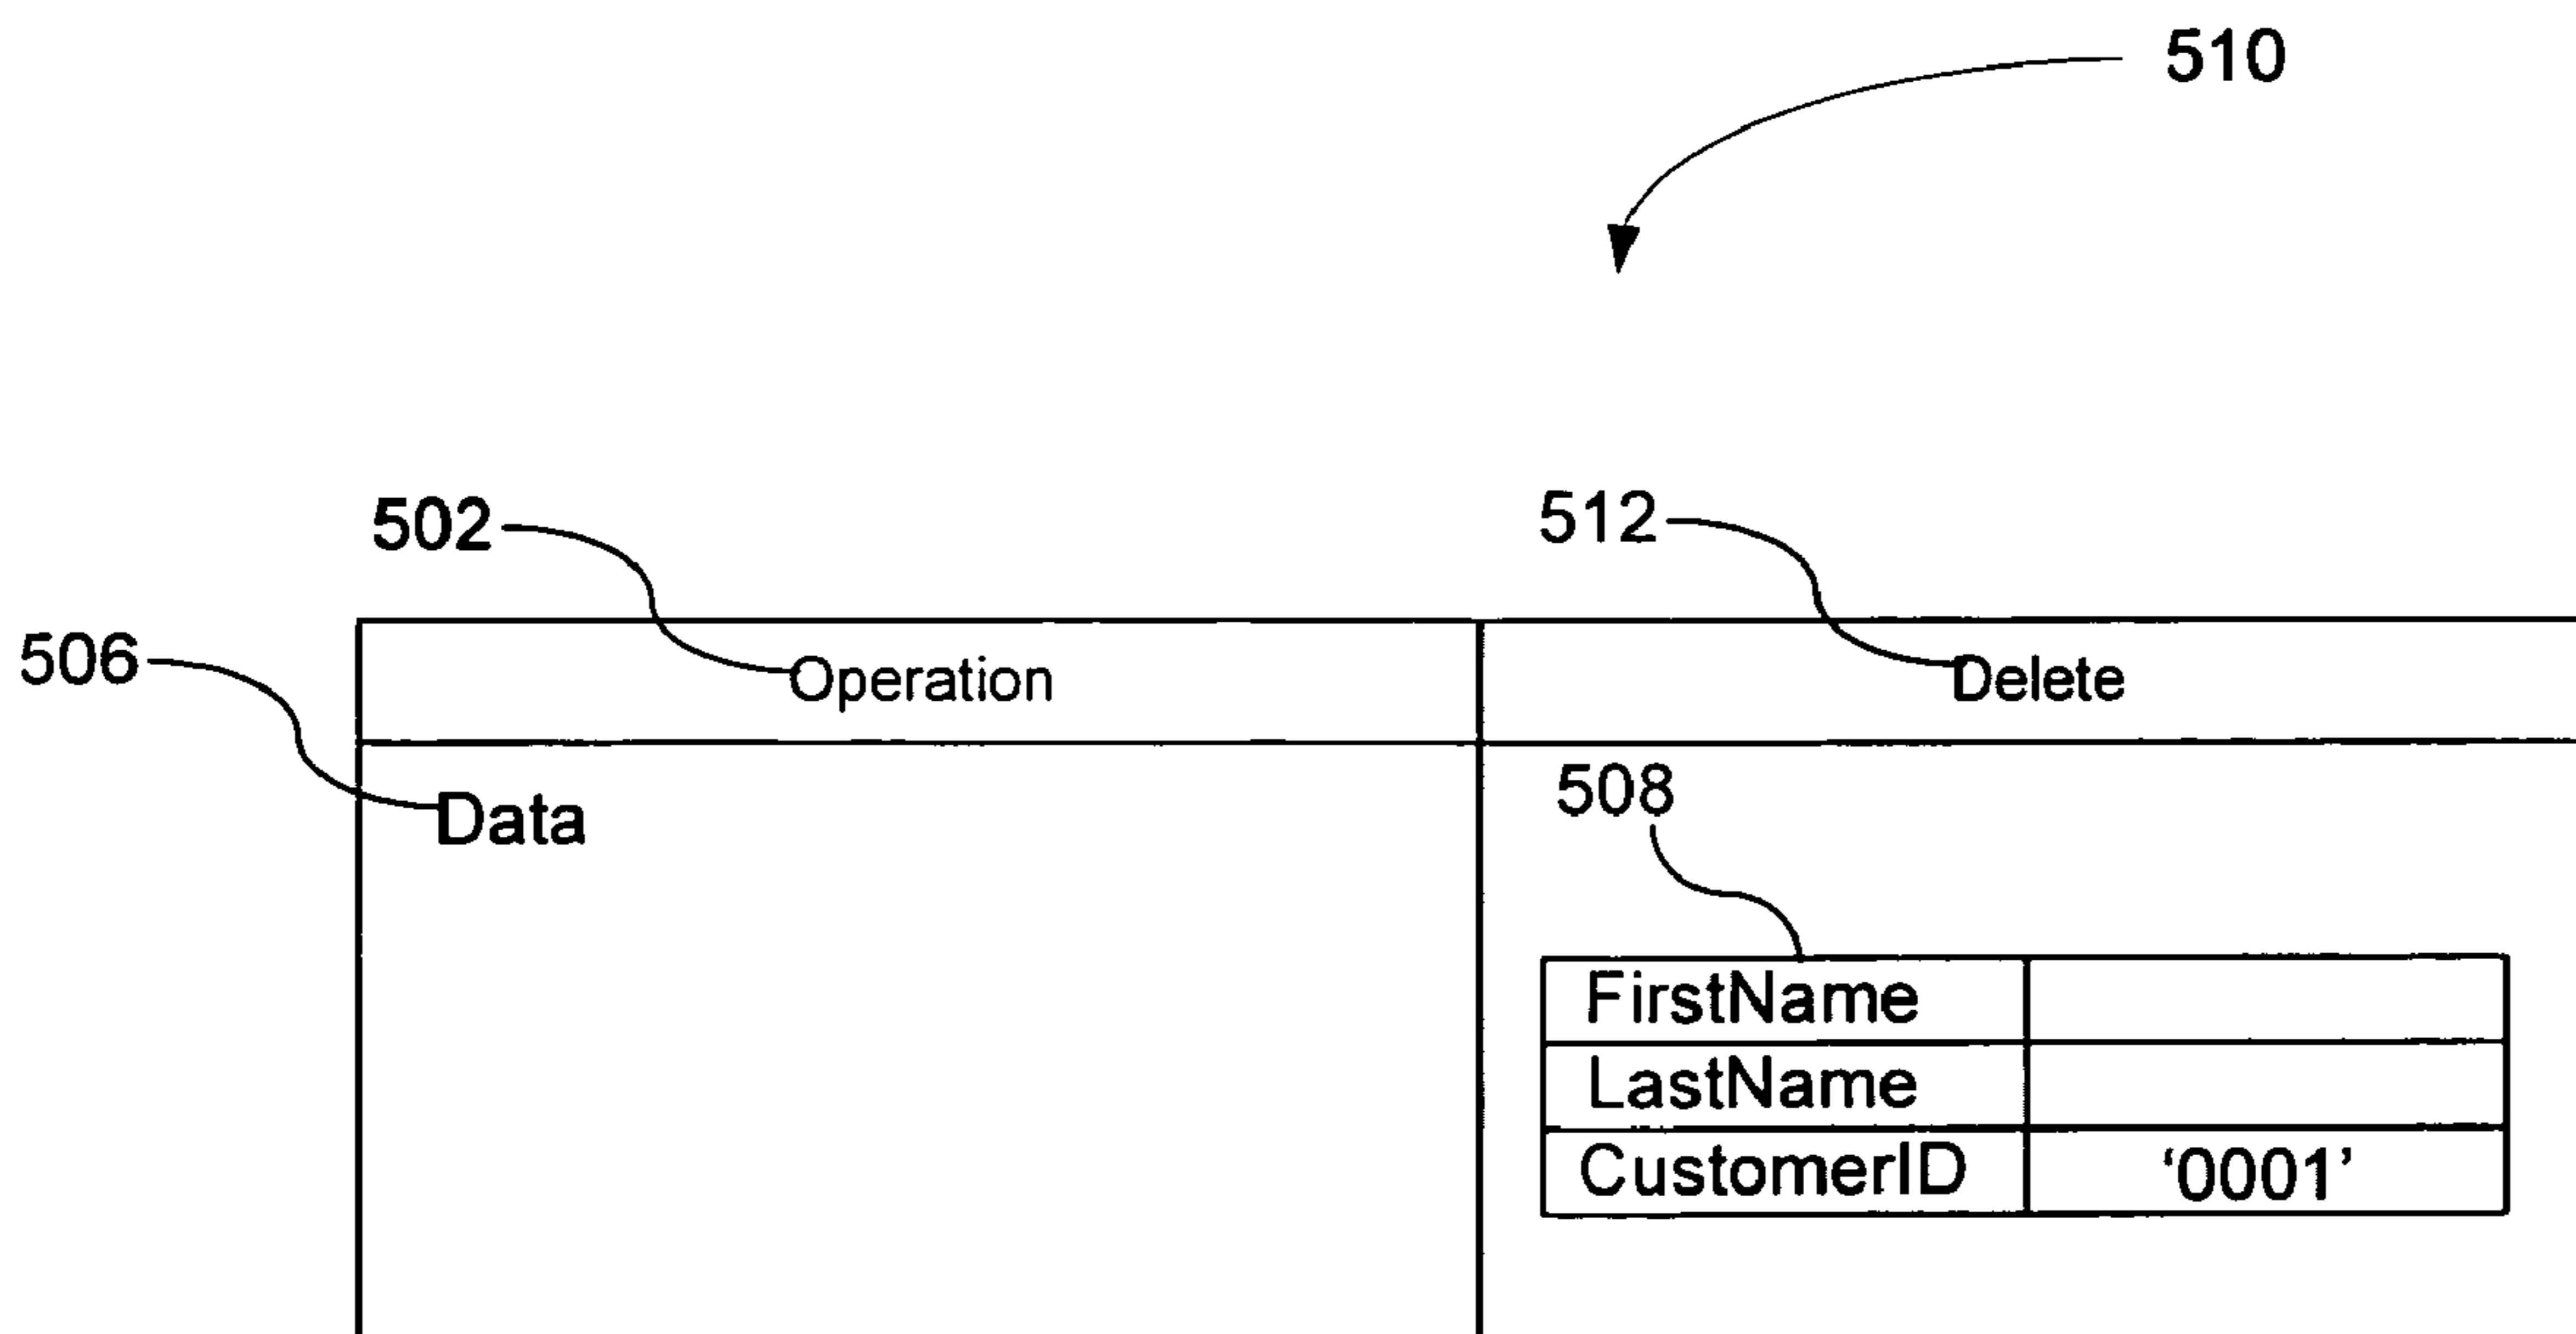 510
502
512
506
Operation
Delete
508
Data
FirstName
LastName
CustomerID ‘0001’